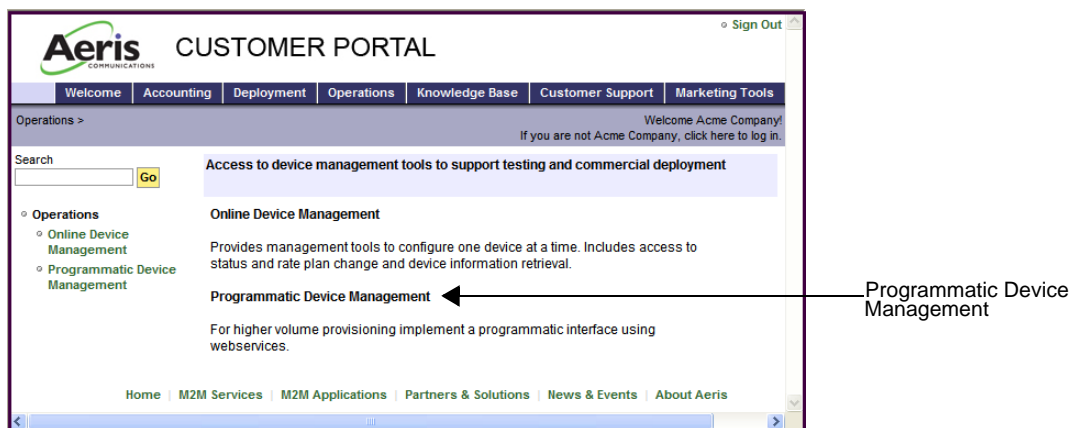 Sign Out
Aeris
COMMUNICATIONS
CUSTOMER PORTAL
Welcome Accounting Deployment Operations Knowledge Base Customer Support Marketing Tools
Operations >
Welcome Acme Company!
If you are not Acme Company, click here to log in.
Search
Go
Access to device management tools to support testing and commercial deployment
Operations
Online Device
Management
Programmatic Device
Management
Online Device Management
Provides management tools to configure one device at a time. Includes access to
status and rate plan change and device information retrieval.
Programmatic Device Management
For higher volume provisioning implement a programmatic interface using
webservices.
Programmatic Device
Management
Home | M2M Services | M2M Applications | Partners & Solutions | News & Events | About Aeris